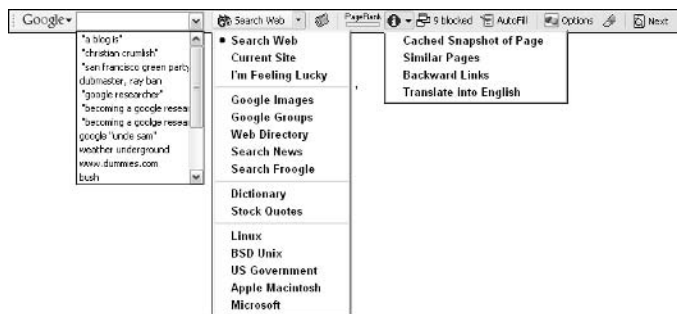 Google
Search Web
PageRank
9 blocked
AutoFill
Options
Next
"a blog is"
"christian crumlish"
"san francisco green party
dubmaster, ray ban
"google researcher"
"becoming a google resear
"becoming a goolge resear
google "uncle sam"
weather underground
www.dummies.com
bush
Search Web
Current Site
I'm Feeling Lucky
Google Images
Google Groups
Web Directory
Search News
Search Froogle
Dictionary
Stock Quotes
Linux
BSD Unix
US Government
Apple Macintosh
Microsoft
Cached Snapshot of Page
Similar Pages
Backward Links
Translate into English